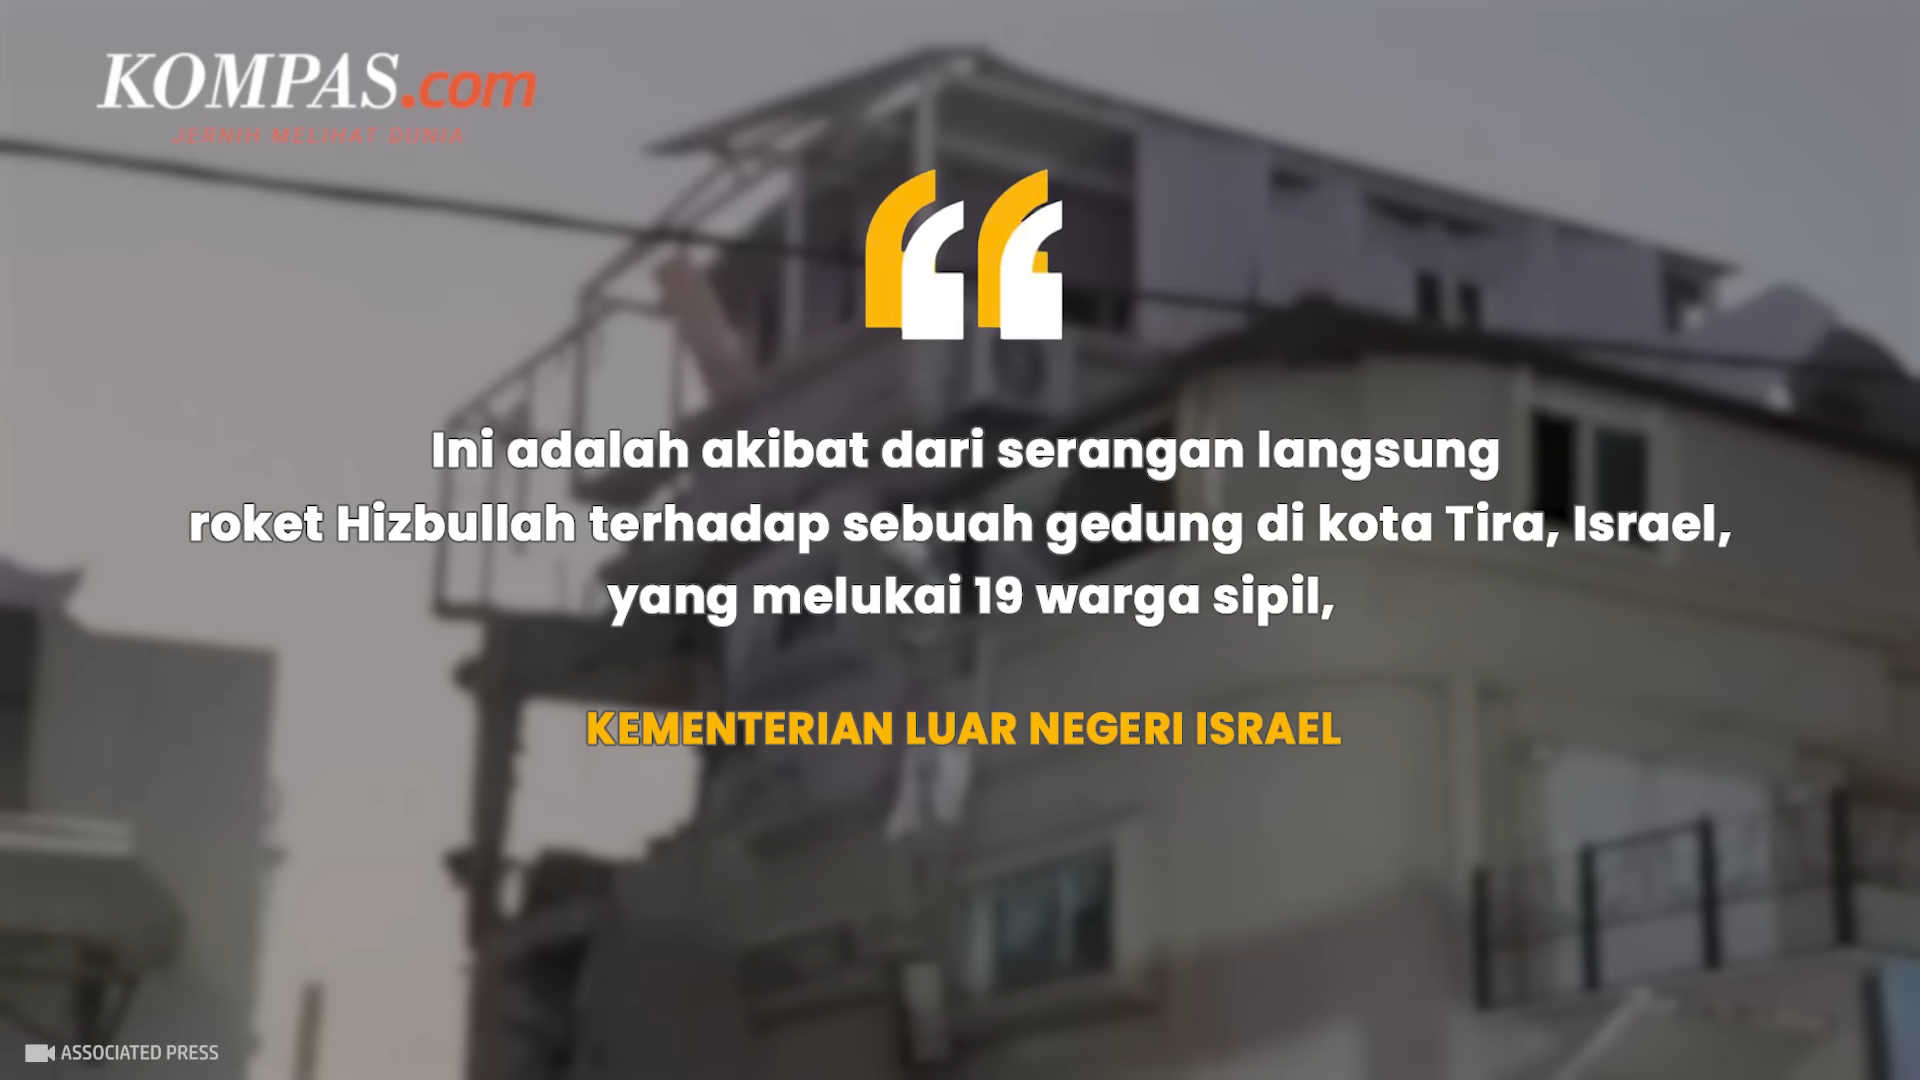 KOMPAS.com
JERNIH MELIHAT DUNIA
Ini adalah akibat dari serangan langsung
roket Hizbullah terhadap sebuah gedung di kota Tira, Israel,
yang melukai 19 warga sipil,
KEMENTERIAN LUAR NEGERI ISRAEL
ASSOCIATED PRESS